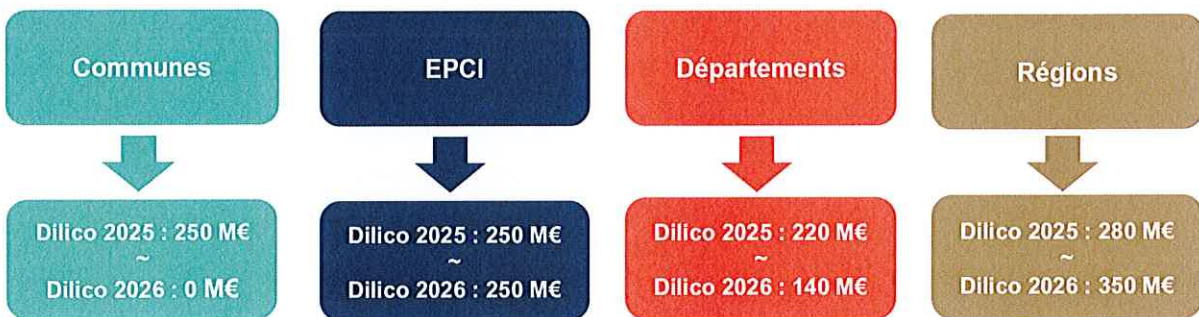 Communes
EPCI
Départements
Régions
Dilico 2025 : 250 M€
~
Dilico 2026 : 0 M€
Dilico 2025 : 250 M€
~
Dilico 2026 : 250 M€
Dilico 2025 : 220 M€
~
Dilico 2026 : 140 M€
Dilico 2025 : 280 M€
~
Dilico 2026 : 350 M€